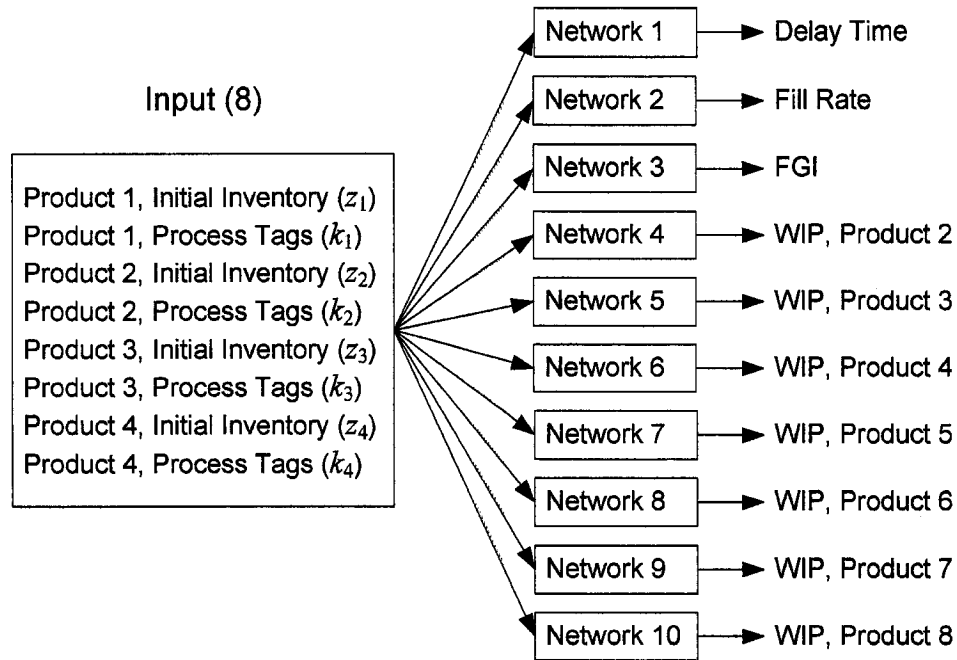 Input (8)
Product 1, Initial Inventory (z₁)
Product 1, Process Tags (k₁)
Product 2, Initial Inventory (z₂)
Product 2, Process Tags (k₂)
Product 3, Initial Inventory (z₃)
Product 3, Process Tags (k₃)
Product 4, Initial Inventory (z₄)
Product 4, Process Tags (k₄)
Network 1 Delay Time
Network 2 Fill Rate
Network 3 FGI
Network 4 WIP, Product 2
Network 5 WIP, Product 3
Network 6 WIP, Product 4
Network 7 WIP, Product 5
Network 8 WIP, Product 6
Network 9 WIP, Product 7
Network 10 WIP, Product 8